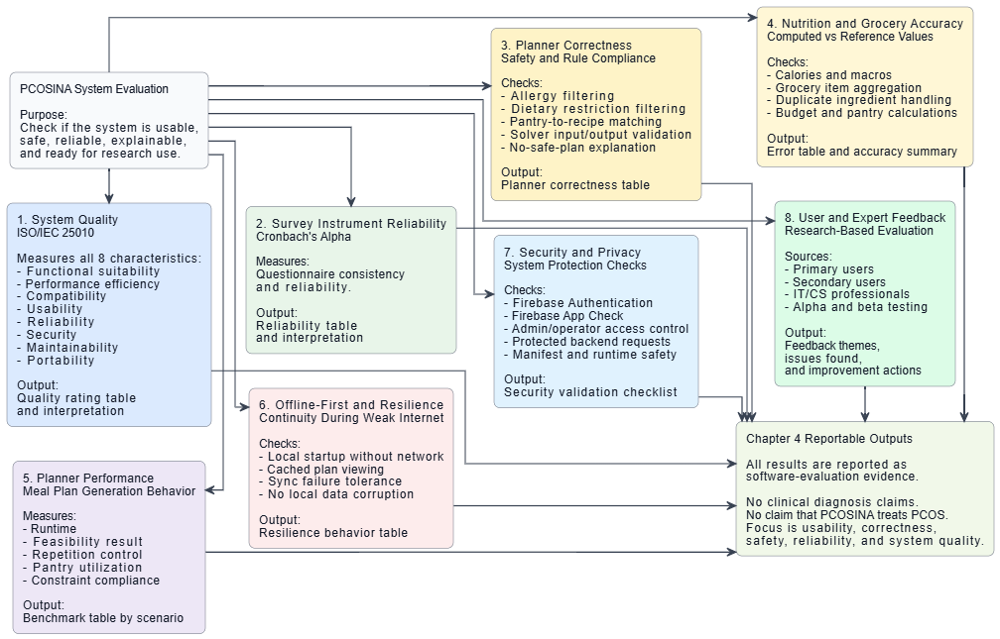 PCOSINA System Evaluation
Purpose:
Check if the system is usable,
safe, reliable, explainable,
and ready for research use.
1. System Quality
ISO/IEC 25010
Measures all 8 characteristics:
- Functional suitability
- Performance efficiency
- Compatibility
- Usability
- Reliability
- Security
- Maintainability
- Portability
Output:
Quality rating table
and interpretation
2. Survey Instrument Reliability
Cronbach's Alpha
Measures:
Questionnaire consistency
and reliability.
Output:
Reliability table
and interpretation
3. Planner Correctness
Safety and Rule Compliance
Checks:
- Allergy filtering
- Dietary restriction filtering
- Pantry-to-recipe matching
- Solver input/output validation
- No-safe-plan explanation
Output:
Planner correctness table
4. Nutrition and Grocery Accuracy
Computed vs Reference Values
Checks:
- Calories and macros
- Grocery item aggregation
- Duplicate ingredient handling
- Budget and pantry calculations
Output:
Error table and accuracy summary
5. Planner Performance
Meal Plan Generation Behavior
Measures:
- Runtime
- Feasibility result
- Repetition control
- Pantry utilization
- Constraint compliance
Output:
Benchmark table by scenario
6. Offline-First and Resilience
Continuity During Weak Internet
Checks:
- Local startup without network
- Cached plan viewing
- Sync failure tolerance
- No local data corruption
Output:
Resilience behavior table
7. Security and Privacy
System Protection Checks
Checks:
- Firebase Authentication
- Firebase App Check
- Admin/operator access control
- Protected backend requests
- Manifest and runtime safety
Output:
Security validation checklist
8. User and Expert Feedback
Research-Based Evaluation
Sources:
- Primary users
- Secondary users
- IT/CS professionals
- Alpha and beta testing
Output:
Feedback themes,
issues found,
and improvement actions
Chapter 4 Reportable Outputs
All results are reported as
software-evaluation evidence.
No clinical diagnosis claims.
No claim that PCOSINA treats PCOS.
Focus is usability, correctness,
safety, reliability, and system quality.